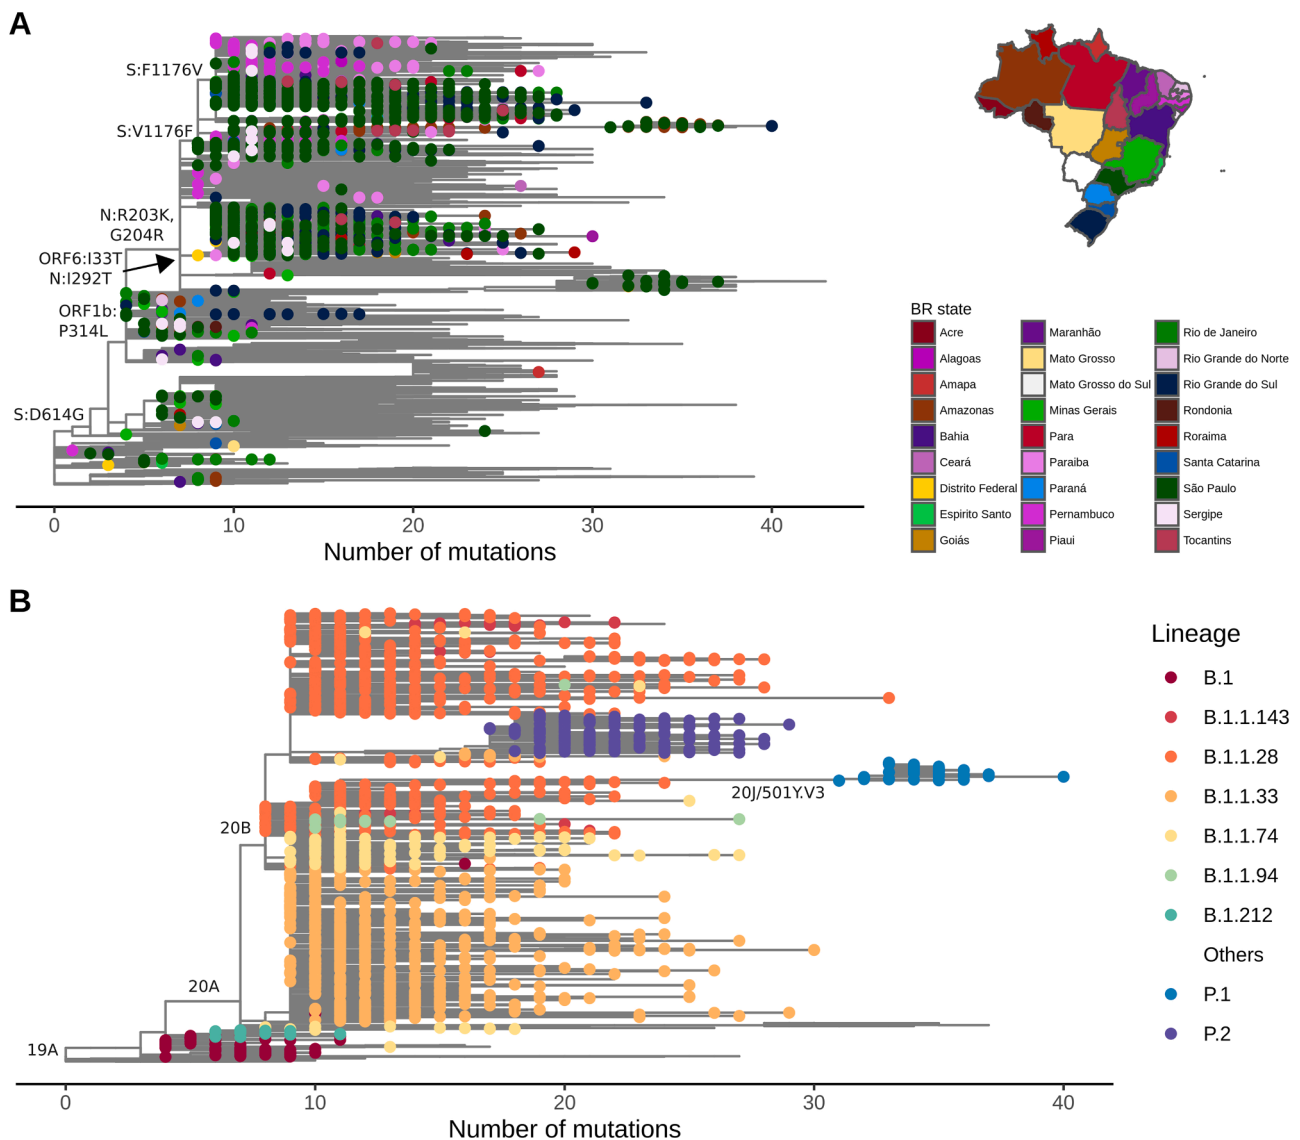 A
S:F1176V
S:V1176F
N:R203K,
G204R
ORF6:I33T
N:I292T
ORF1b:
P314L
S:D614G
0 10 20 30 40
Number of mutations
BR state
Acre Maranhão Rio de Janeiro
Alagoas Mato Grosso Rio Grande do Norte
Amapa Mato Grosso do Sul Rio Grande do Sul
Amazonas Minas Gerais Rondonia
Bahia Para Roraima
Ceará Paraiba Santa Catarina
Distrito Federal Paraná São Paulo
Espirito Santo Pernambuco Sergipe
Goiás Piaui Tocantins
B
20J/501Y.V3
20B
20A
19A
0 10 20 30 40
Number of mutations
Lineage
B.1
B.1.1.143
B.1.1.28
B.1.1.33
B.1.1.74
B.1.1.94
B.1.212
Others
P.1
P.2